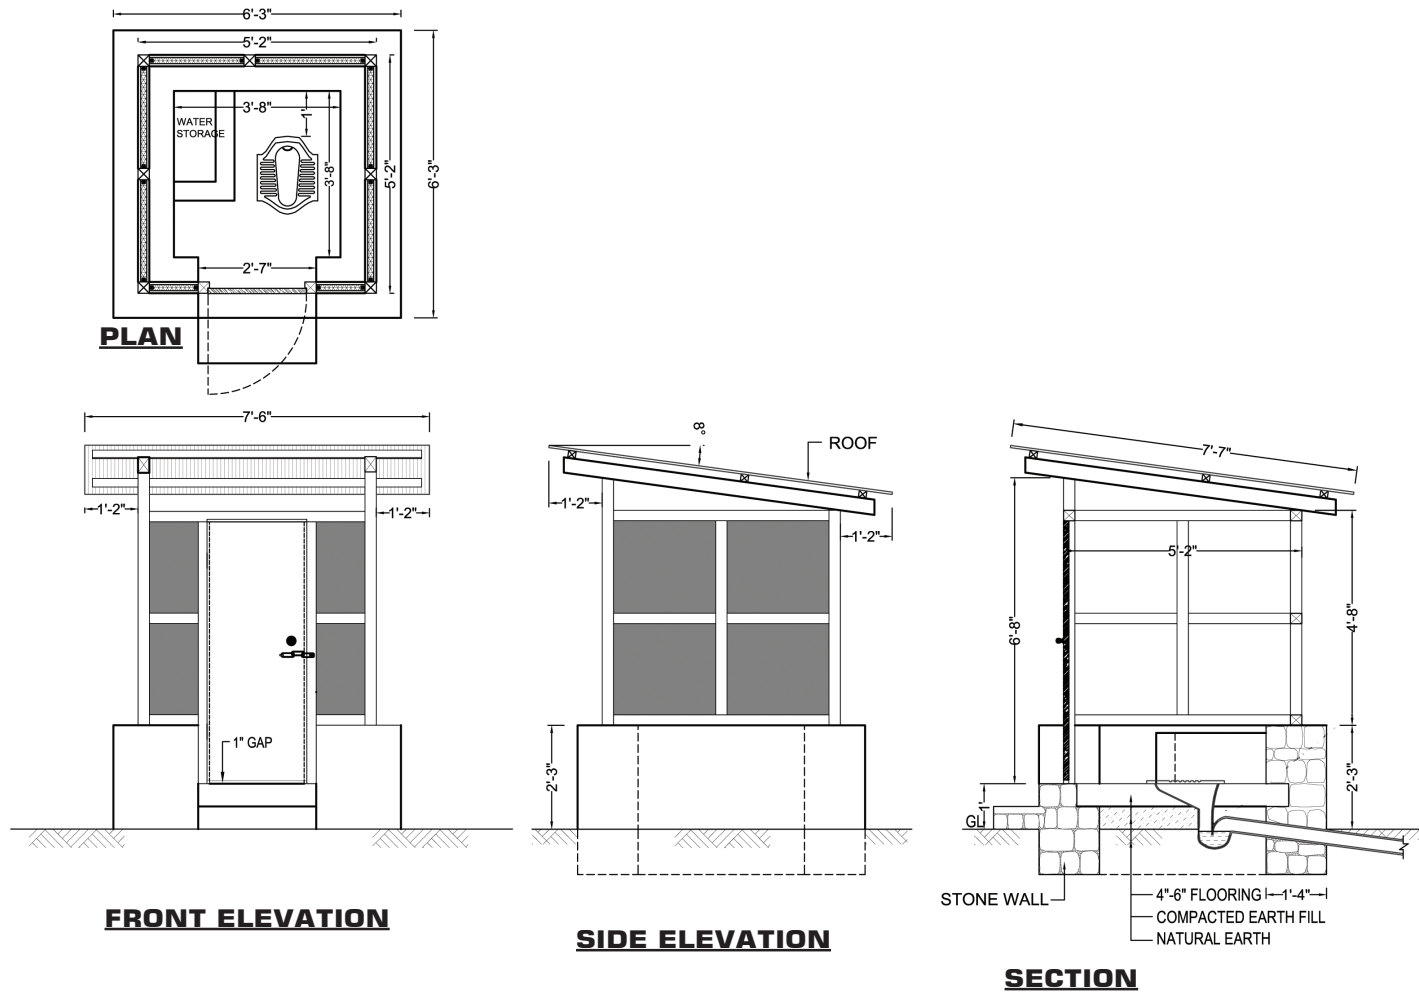 6'-3"
5'-2"
3'-8"
1'
WATER
STORAGE
3'-8"
5'-2"
6'-3"
2'-7"
PLAN
7'-6"
1'-2"
1'-2"
1" GAP
FRONT ELEVATION
8°
ROOF
1'-2"
1'-2"
2'-3"
SIDE ELEVATION
7'-7"
5'-2"
6'-8"
4'-8"
1'
2'-3"
GL
STONE WALL
4"-6" FLOORING
1'-4"
COMPACTED EARTH FILL
NATURAL EARTH
SECTION